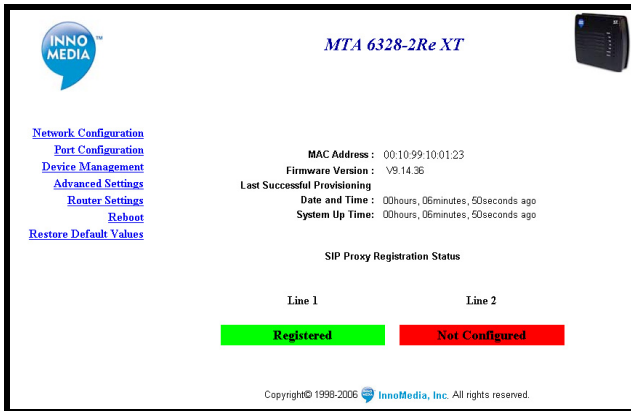 INNO
MEDIA ™
MTA 6328-2Re XT
Network Configuration
Port Configuration
Device Management
Advanced Settings
Router Settings
Reboot
Restore Default Values
MAC Address : 00:10:99:10:01:23
Firmware Version : V9.14.36
Last Successful Provisioning
Date and Time : 00hours, 06minutes, 50seconds ago
System Up Time: 00hours, 06minutes, 50seconds ago
SIP Proxy Registration Status
Line 1 Line 2
Registered Not Configured
Copyright© 1998-2006 InnoMedia, Inc. All rights reserved.